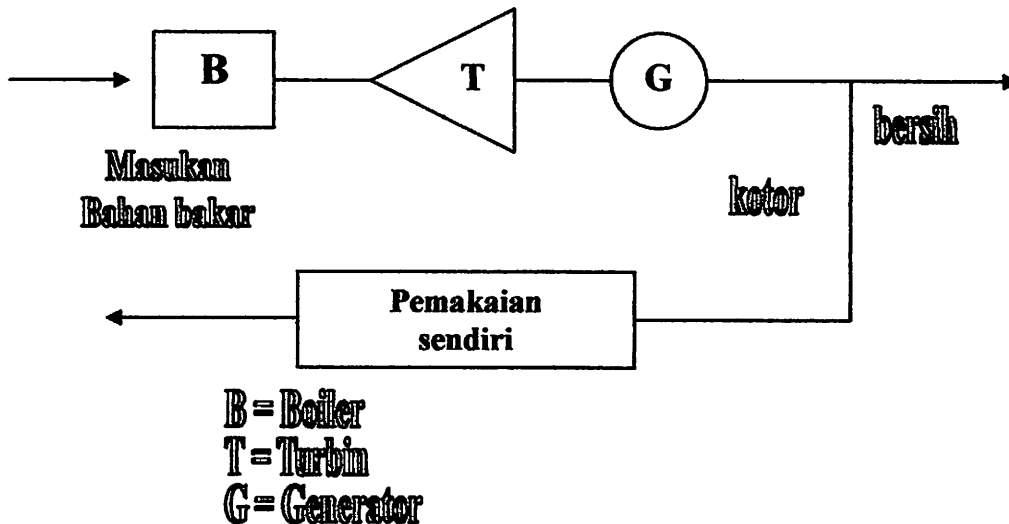 B
T
G
bersih
Masukan
Bahan bakar
kotor
Pemakaian
sendiri
B = Boiler
T = Turbin
G = Generator